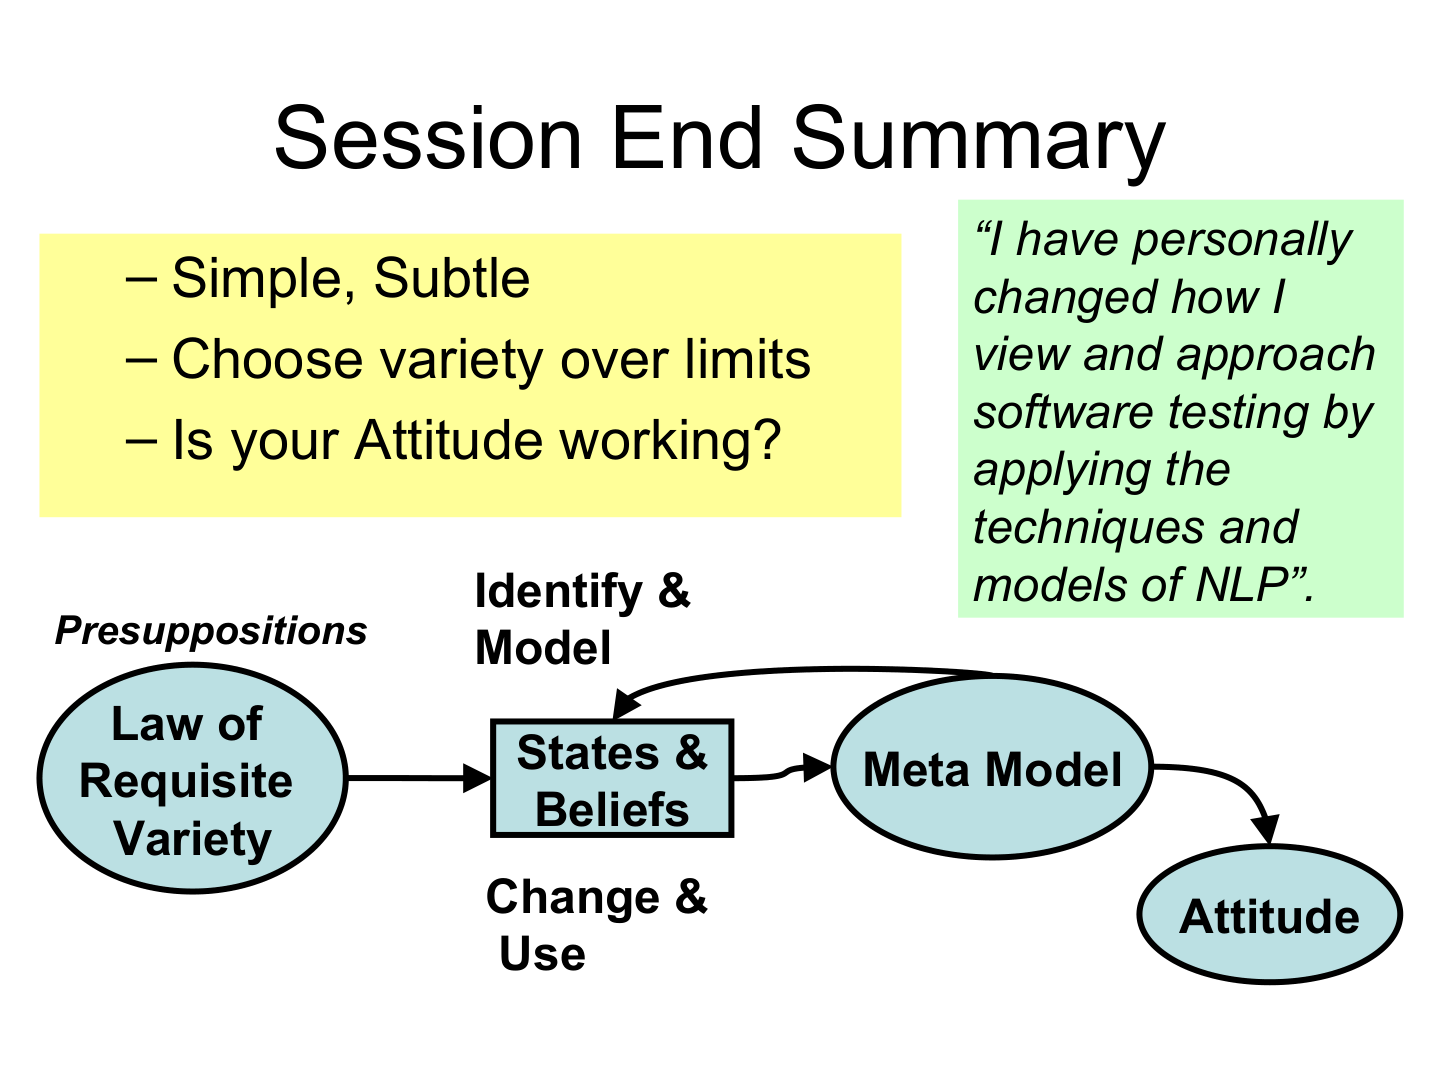 Session End Summary
– Simple, Subtle
– Choose variety over limits
– Is your Attitude working?
“I have personally
changed how I
view and approach
software testing by
applying the
techniques and
models of NLP”.
Identify &
Model
Presuppositions
Law of
Requisite
Variety
States &
Beliefs
Meta Model
Change &
Use
Attitude